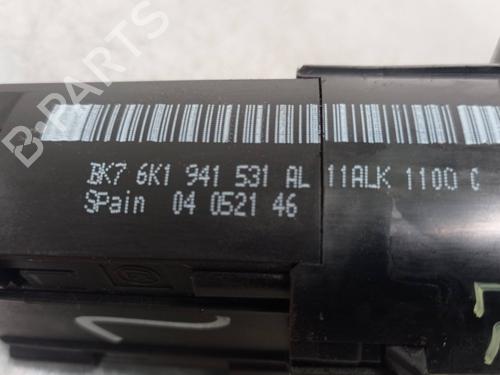 BK7 6K1 941 531 AL 11ALK 1100 C
SPain 04 0521 46
B-PARTS